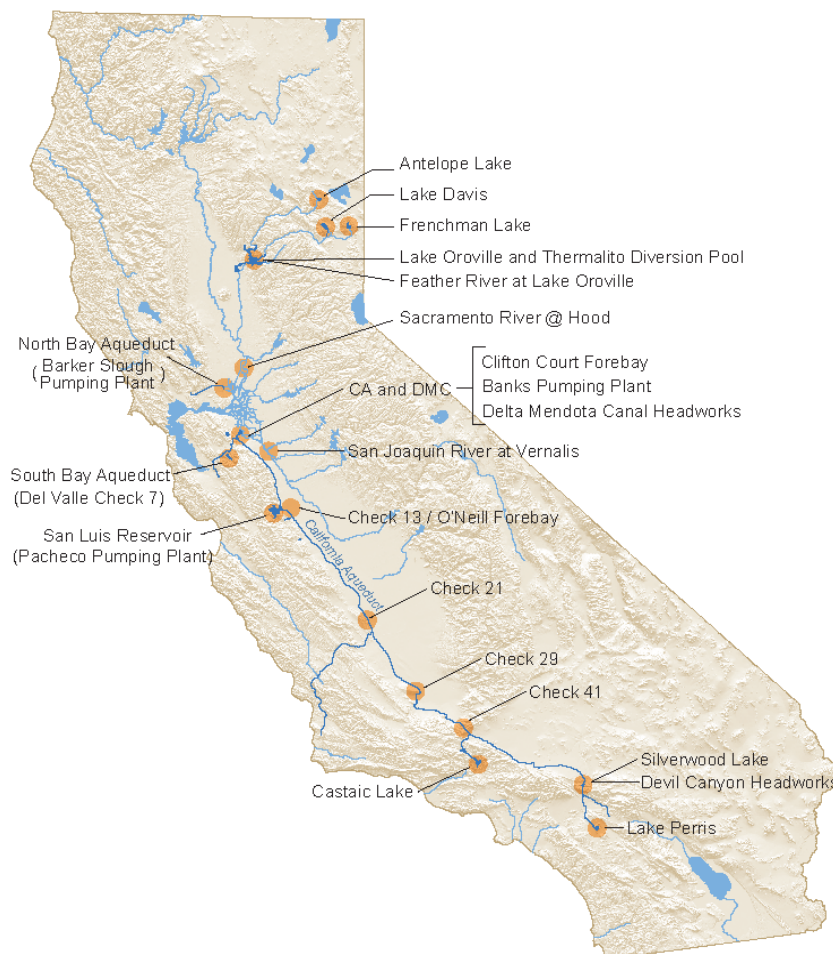 Antelope Lake
Lake Davis
Frenchman Lake
Lake Oroville and Thermalito Diversion Pool
Feather River at Lake Oroville
Sacramento River @ Hood
North Bay Aqueduct
(Barker Slough
Pumping Plant)
CA and DMC
Clifton Court Forebay
Banks Pumping Plant
Delta Mendota Canal Headworks
San Joaquin River at Vernalis
South Bay Aqueduct
(Del Valle Check 7)
Check 13 / O'Neill Forebay
San Luis Reservoir
(Pacheco Pumping Plant)
California Aqueduct
Check 21
Check 29
Check 41
Silverwood Lake
Devil Canyon Headworks
Castaic Lake
Lake Perris